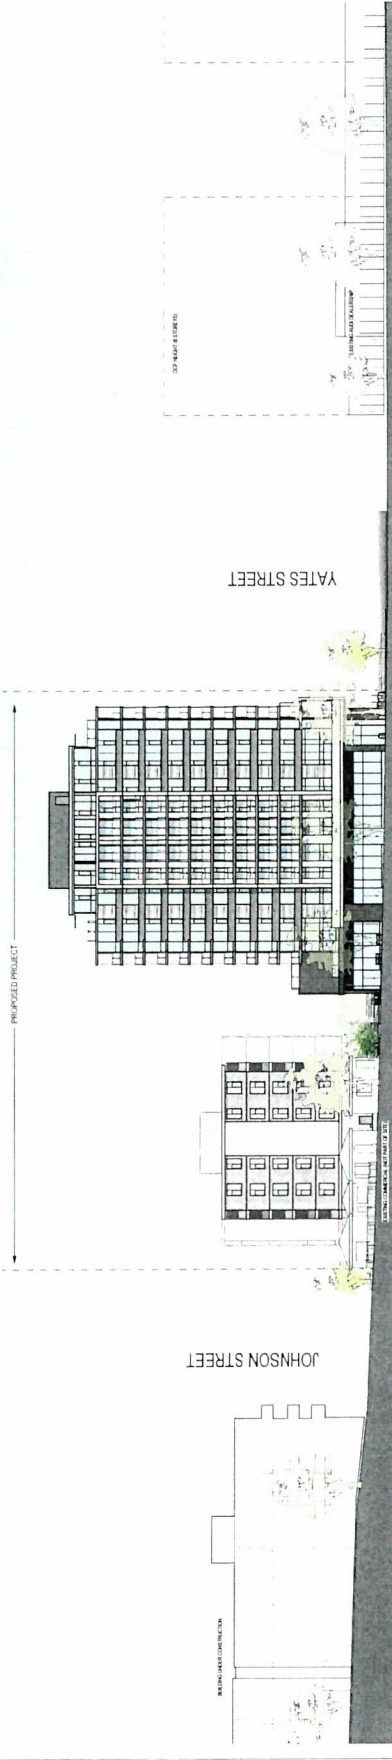 PROPOSED PROJECT
BUILDING UNDER CONSTRUCTION
JOHNSON STREET
EXISTING COMMERCIAL (NOT PART OF SITE)
YATES STREET
OCP HEIGHT (6 STOREYS)
EXISTING AUDI DEALERSHIP